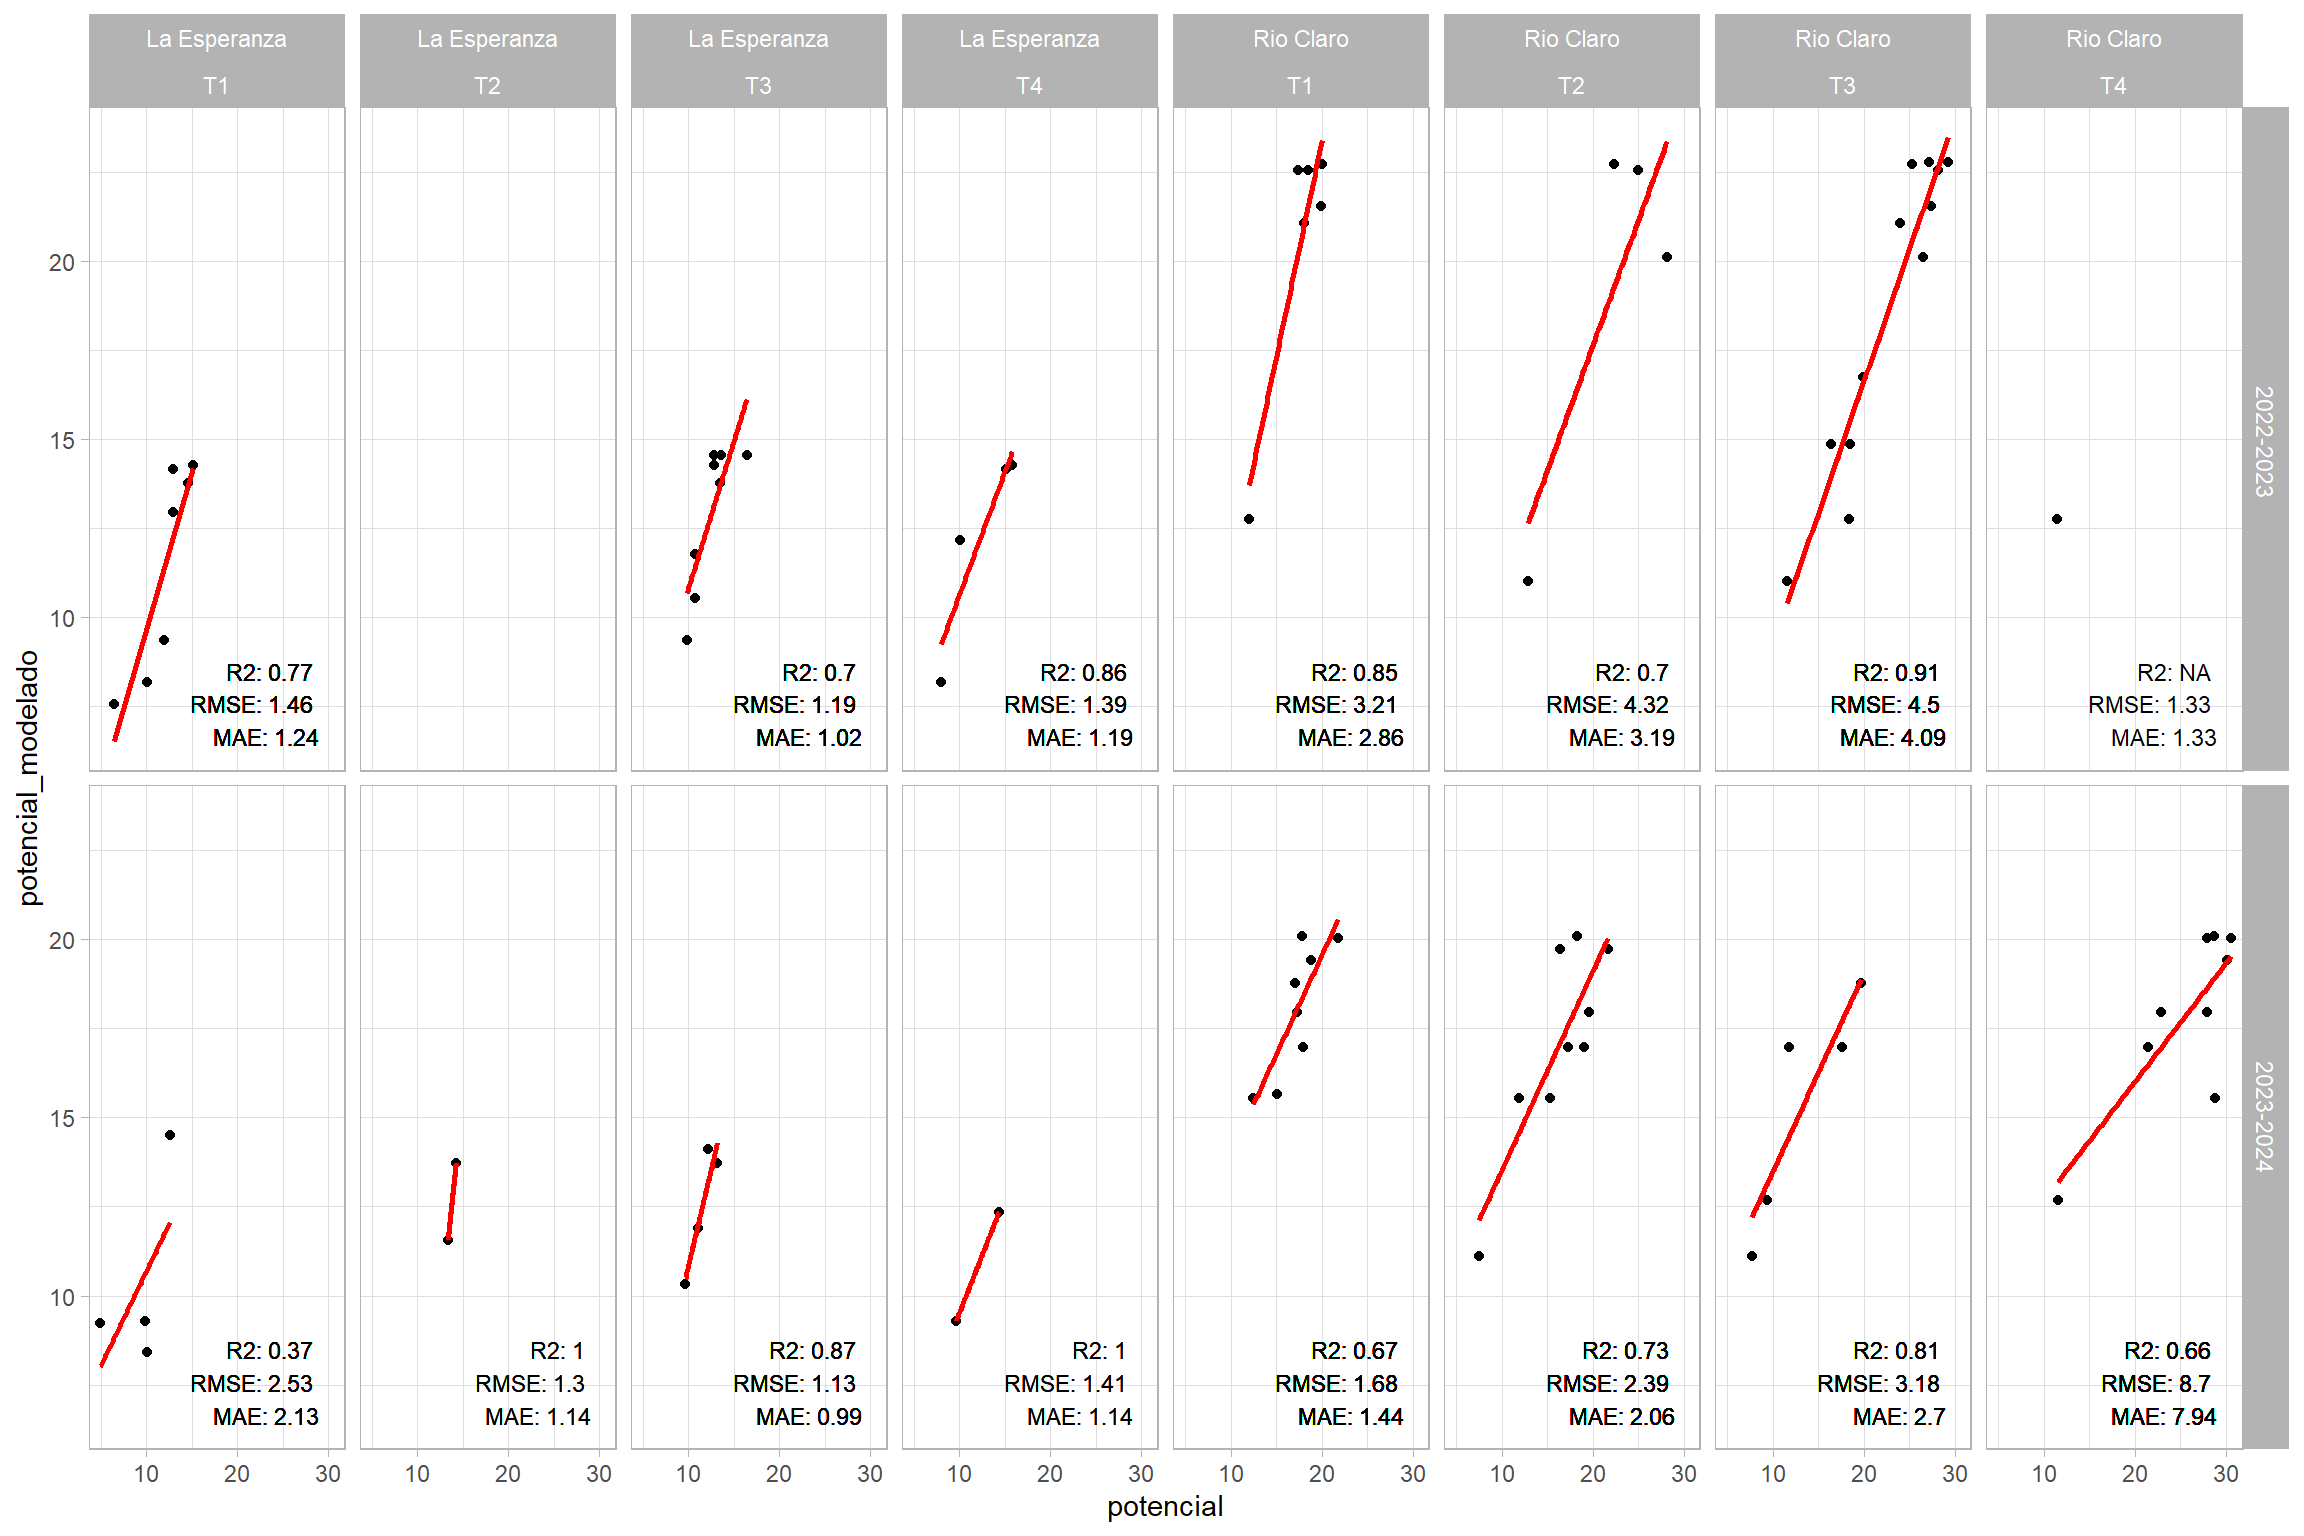 La Esperanza La Esperanza La Esperanza La Esperanza Rio Claro Rio Claro Rio Claro Rio Claro
T1 T2 T3 T4 T1 T2 T3 T4
20
15
10
R2: 0.77 R2: 0.7 R2: 0.86 R2: 0.85 R2: 0.7 R2: 0.91 R2: NA
RMSE: 1.46 RMSE: 1.19 RMSE: 1.39 RMSE: 3.21 RMSE: 4.32 RMSE: 4.5 RMSE: 1.33
MAE: 1.24 MAE: 1.02 MAE: 1.19 MAE: 2.86 MAE: 3.19 MAE: 4.09 MAE: 1.33
2022-2023
potencial_modelado
20
15
10
R2: 0.37 R2: 1 R2: 0.87 R2: 1 R2: 0.67 R2: 0.73 R2: 0.81 R2: 0.66
RMSE: 2.53 RMSE: 1.3 RMSE: 1.13 RMSE: 1.41 RMSE: 1.68 RMSE: 2.39 RMSE: 3.18 RMSE: 8.7
MAE: 2.13 MAE: 1.14 MAE: 0.99 MAE: 1.14 MAE: 1.44 MAE: 2.06 MAE: 2.7 MAE: 7.94
2023-2024
10 20 30 10 20 30 10 20 30 10 20 30 10 20 30 10 20 30 10 20 30 10 20 30
potencial